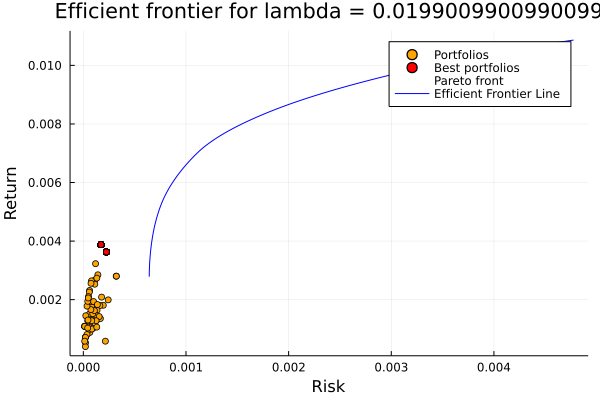 Efficient frontier for lambda = 0.0199009900990099
Portfolios
Best portfolios
Pareto front
Efficient Frontier Line
Return
0.010
0.008
0.006
0.004
0.002
0.000 0.001 0.002 0.003 0.004
Risk